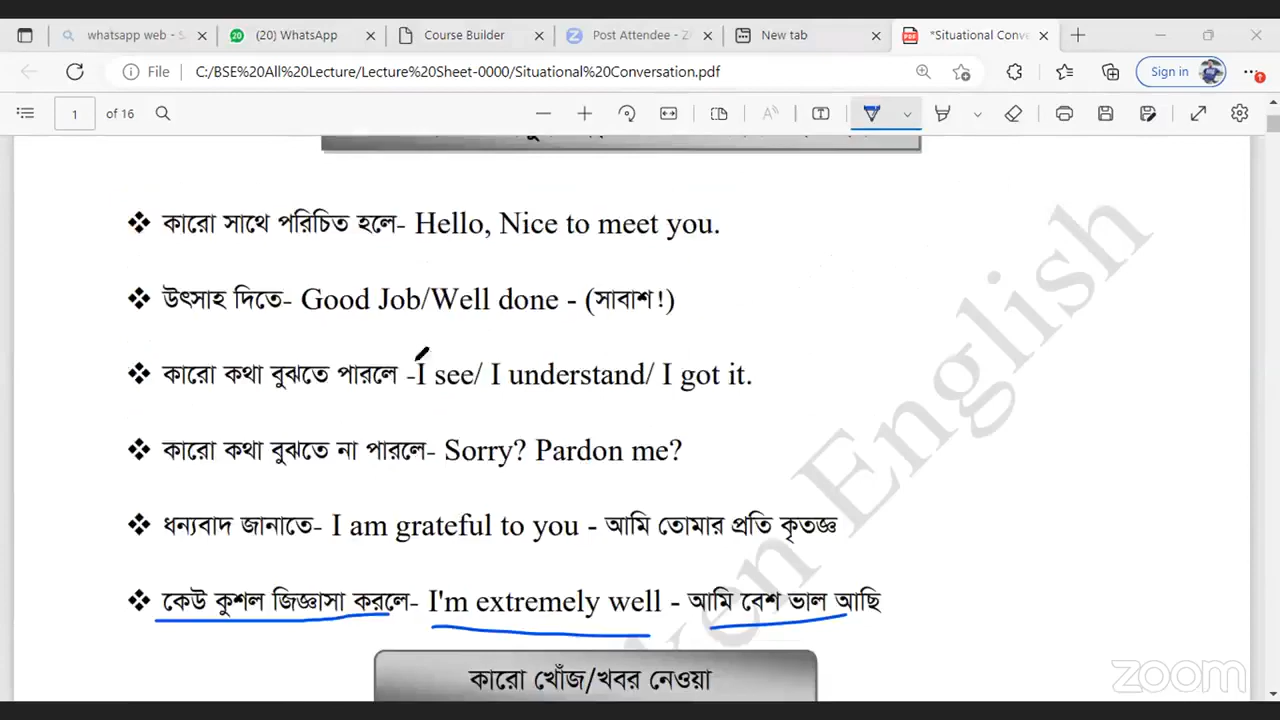 whatsapp web - S
(20) WhatsApp
Course Builder
Post Attendee - Z
New tab
*Situational Conve
File C:/BSE%20All%20Lecture/Lecture%20Sheet-0000/Situational%20Conversation.pdf
Sign in
1 of 16
কারো সাথে পরিচিত হলে- Hello, Nice to meet you.
উৎসাহ দিতে- Good Job/Well done - (সাবাশ!)
কারো কথা বুঝতে পারলে -I see/ I understand/ I got it.
কারো কথা বুঝতে না পারলে- Sorry? Pardon me?
ধন্যবাদ জানাতে- I am grateful to you - আমি তোমার প্রতি কৃতজ্ঞ
কেউ কুশল জিজ্ঞাসা করলে- I'm extremely well - আমি বেশ ভাল আছি
কারো খোঁজ/খবর নেওয়া
ken English
zoom